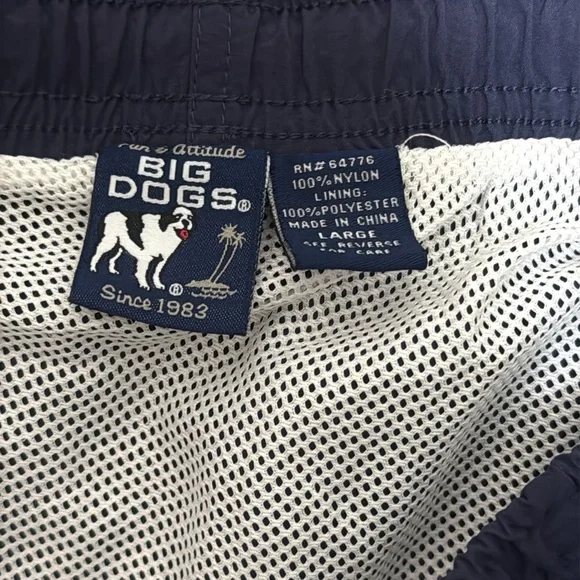 Fun & attitude
BIG
DOGS®
®
Since 1983
RN# 64776
100% NYLON
LINING:
100% POLYESTER
MADE IN CHINA
LARGE
SEE REVERSE
FOR CARE